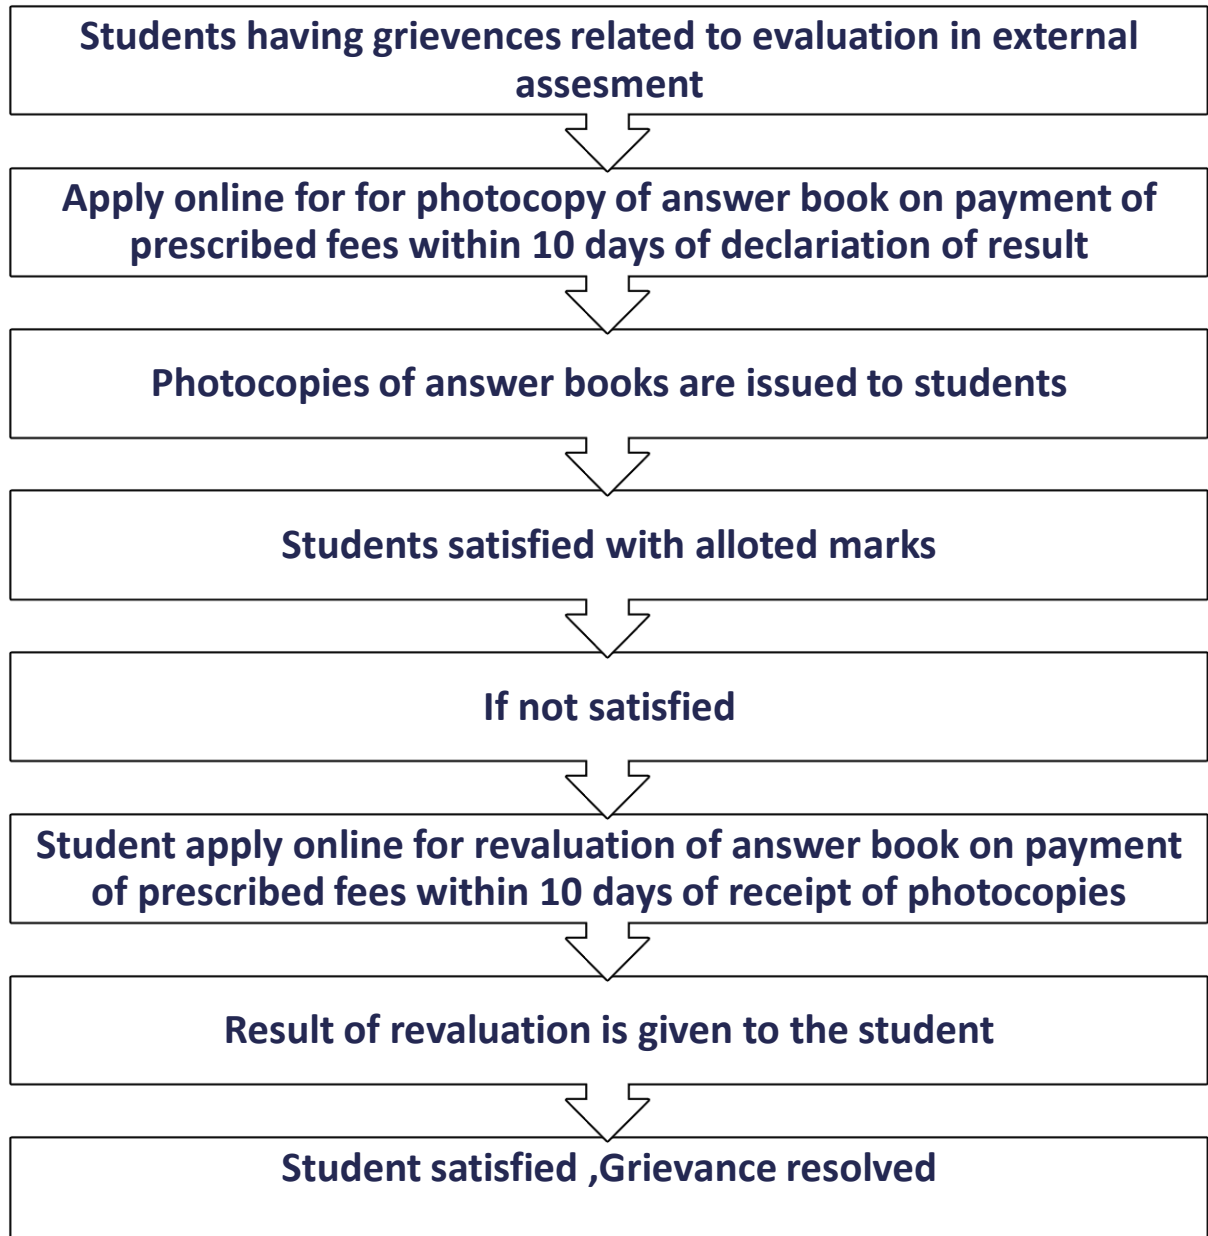 Students having grievences related to evaluation in external
assesment
Apply online for for photocopy of answer book on payment of
prescribed fees within 10 days of declariation of result
Photocopies of answer books are issued to students
Students satisfied with alloted marks
If not satisfied
Student apply online for revaluation of answer book on payment
of prescribed fees within 10 days of receipt of photocopies
Result of revaluation is given to the student
Student satisfied ,Grievance resolved